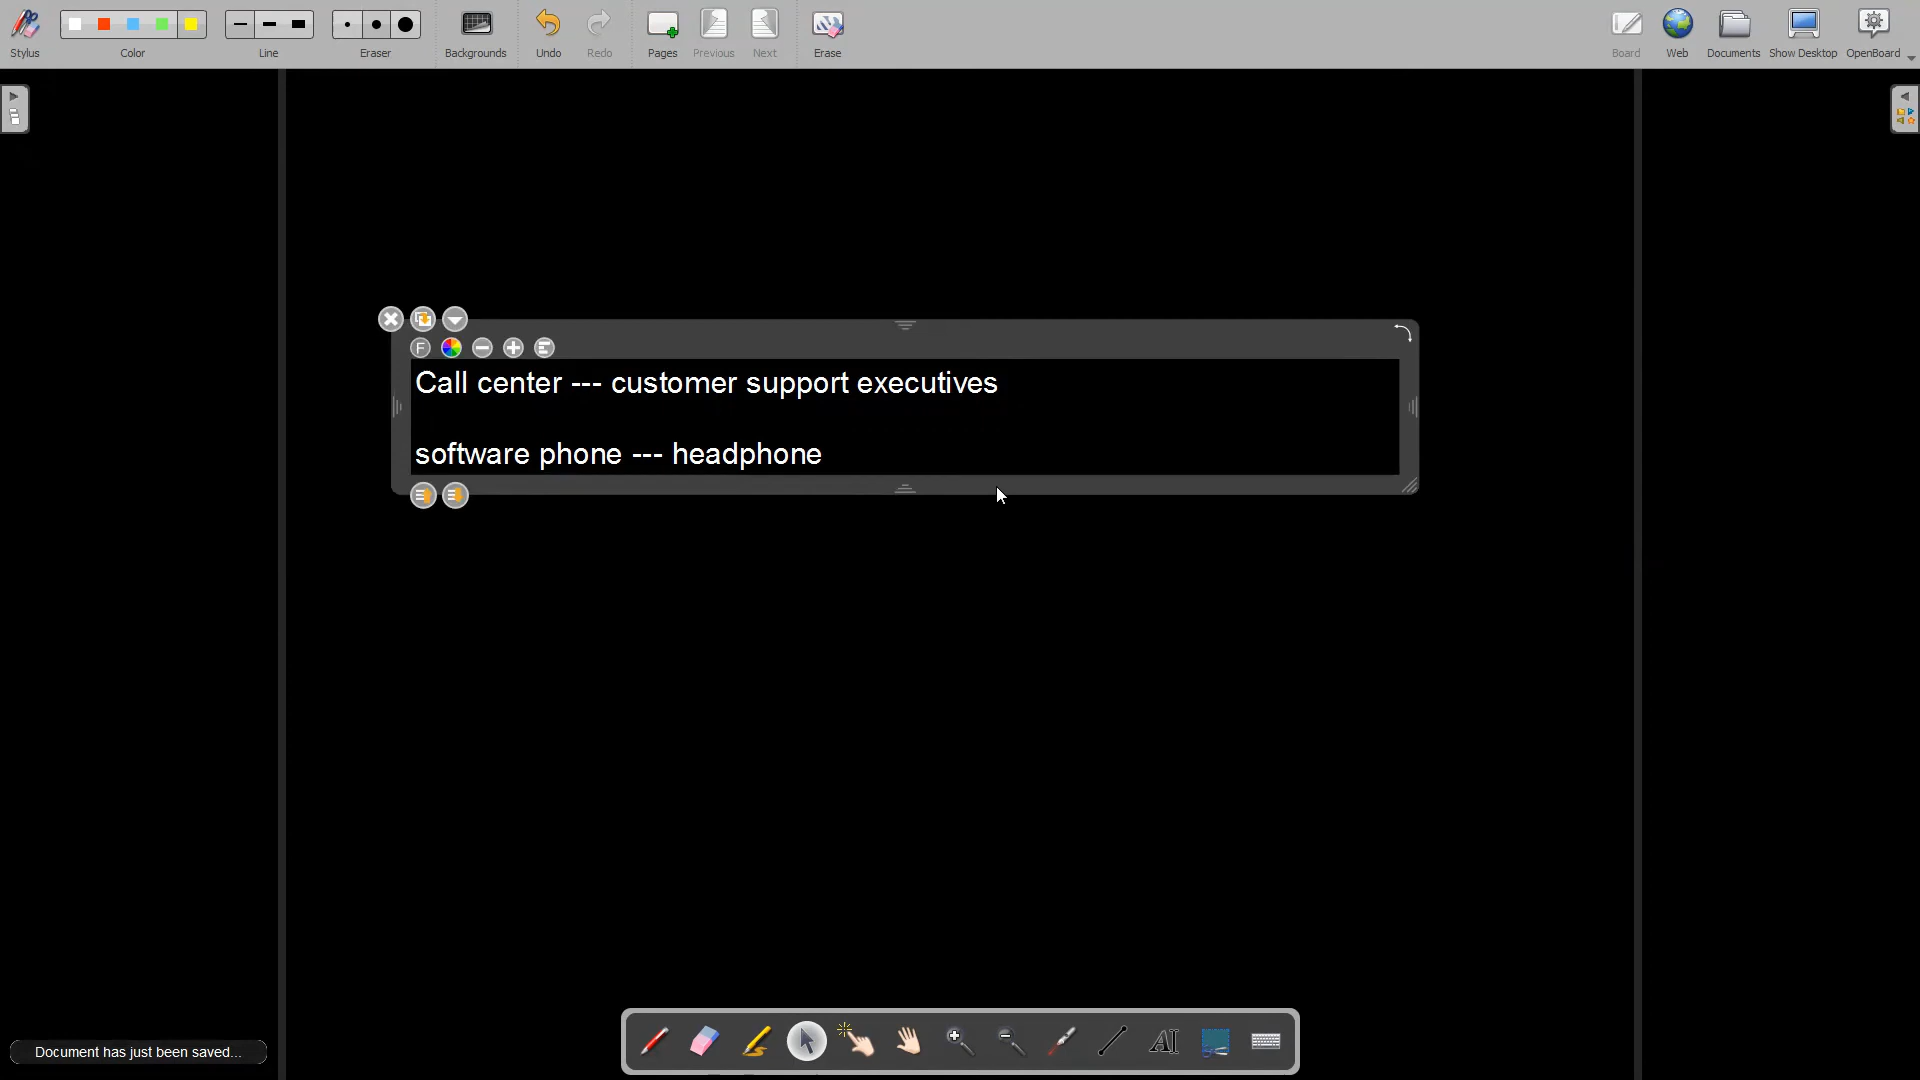 Stylus
Color
Line
Eraser
Backgrounds
Undo
Redo
Pages
Previous
Next
Erase
Board
Web
Documents
Show Desktop
OpenBoard
F
Call center --- customer support executives
software phone --- headphone
Document has just been saved...
AI